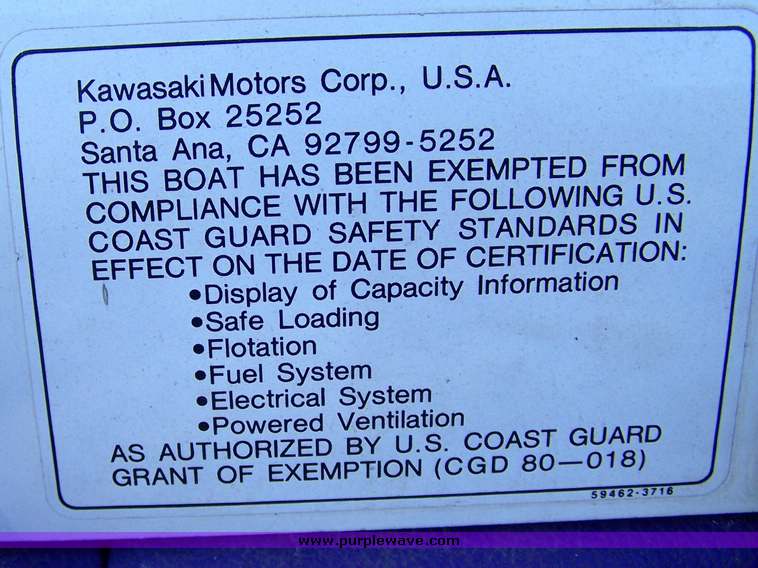 Kawasaki Motors Corp., U.S.A.
P.O. Box 25252
Santa Ana, CA 92799-5252
THIS BOAT HAS BEEN EXEMPTED FROM
COMPLIANCE WITH THE FOLLOWING U.S.
COAST GUARD SAFETY STANDARDS IN
EFFECT ON THE DATE OF CERTIFICATION:
•Display of Capacity Information
•Safe Loading
•Flotation
•Fuel System
•Electrical System
•Powered Ventilation
AS AUTHORIZED BY U.S. COAST GUARD
GRANT OF EXEMPTION (CGD 80—018)
59462-3716
www.purplewave.com